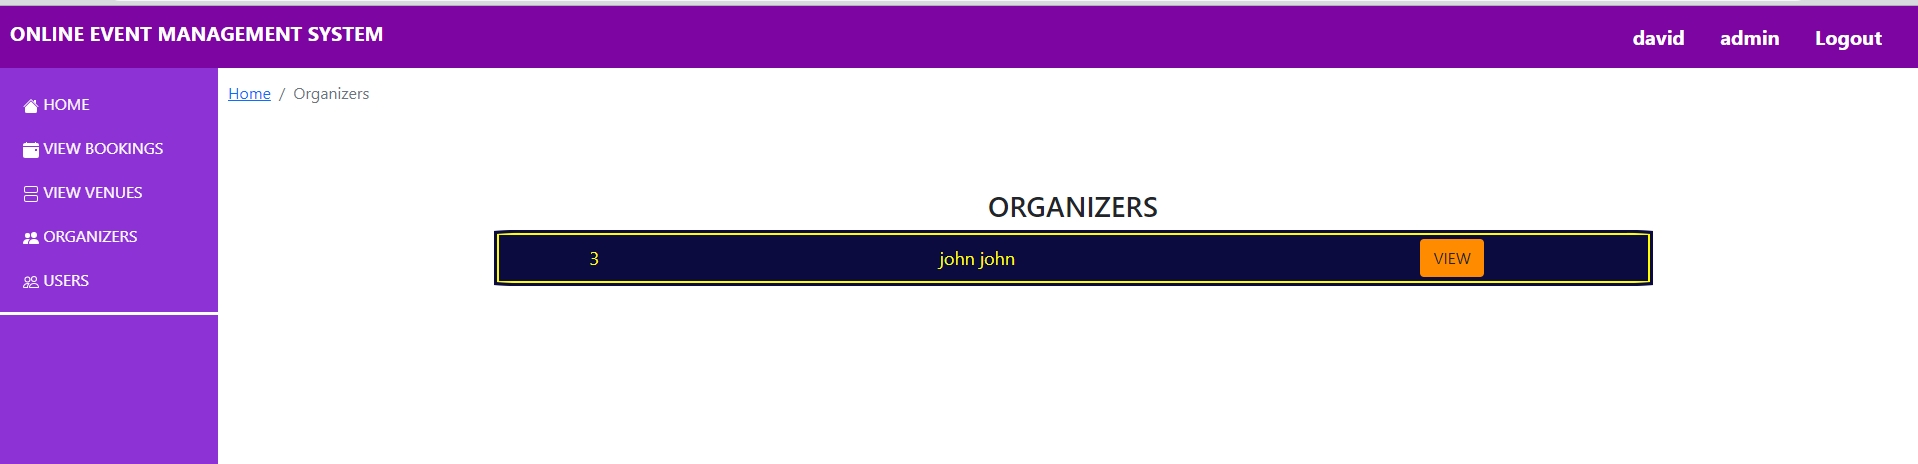 ONLINE EVENT MANAGEMENT SYSTEM
david admin Logout
HOME
VIEW BOOKINGS
VIEW VENUES
ORGANIZERS
USERS
Home / Organizers
ORGANIZERS
3 john john VIEW